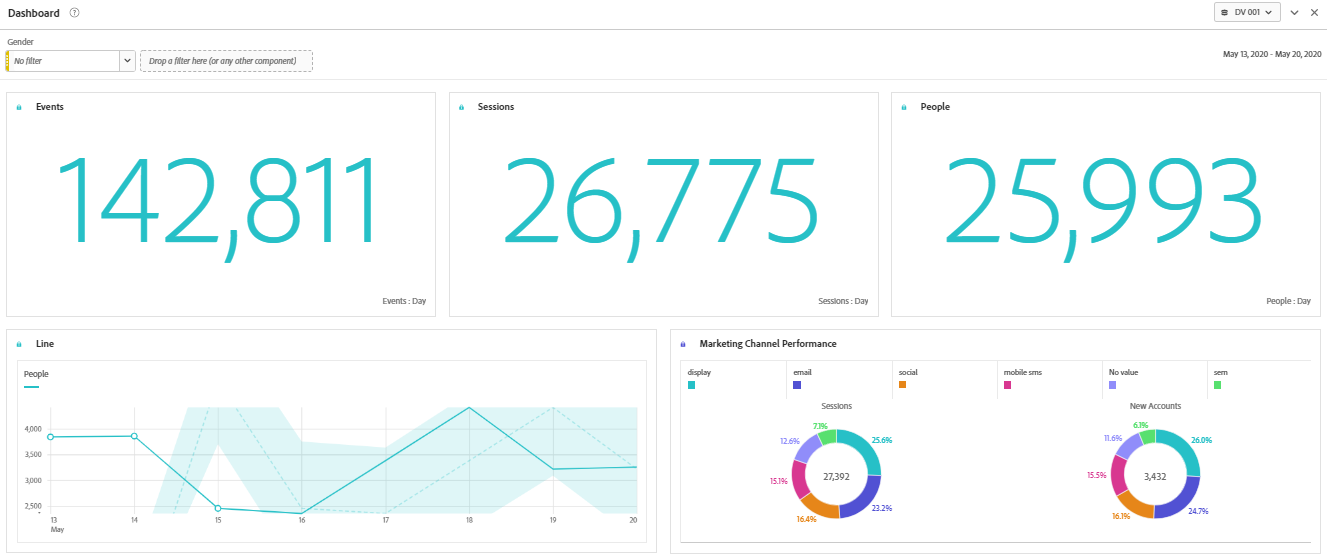 Dashboard
DV 001
Gender
No filter
Drop a filter here (or any other component)
May 13, 2020 - May 20, 2020
Events
142,811
Events : Day
Sessions
26,775
Sessions : Day
People
25,993
People : Day
Line
People
4,000
3,500
3,000
2,500
13 14 15 16 17 18 19 20
May
Marketing Channel Performance
display email social mobile sms No value sem
Sessions
7.1%
12.6%
25.6%
15.1%
27,392
23.2%
16.4%
New Accounts
6.1%
11.6%
26.0%
15.5%
3,432
24.7%
16.1%